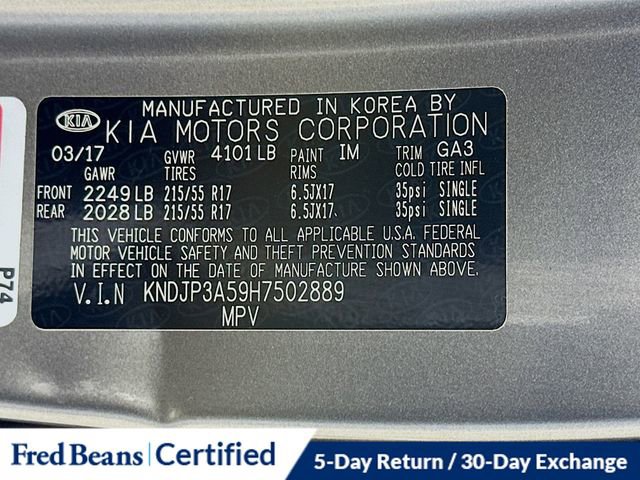 MANUFACTURED IN KOREA BY
KIA KIA MOTORS CORPORATION
03/17 GVWR 4101 LB PAINT IM TRIM GA3
GAWR TIRES RIMS COLD TIRE INFL
FRONT 2249 LB 215/55 R17 6.5JX17 35psi SINGLE
REAR 2028 LB 215/55 R17 6.5JX17 35psi SINGLE
THIS VEHICLE CONFORMS TO ALL APPLICABLE U.S.A. FEDERAL
MOTOR VEHICLE SAFETY AND THEFT PREVENTION STANDARDS
IN EFFECT ON THE DATE OF MANUFACTURE SHOWN ABOVE.
V.I.N KNDJP3A59H7502889
MPV
P74
Fred Beans Certified 5-Day Return / 30-Day Exchange